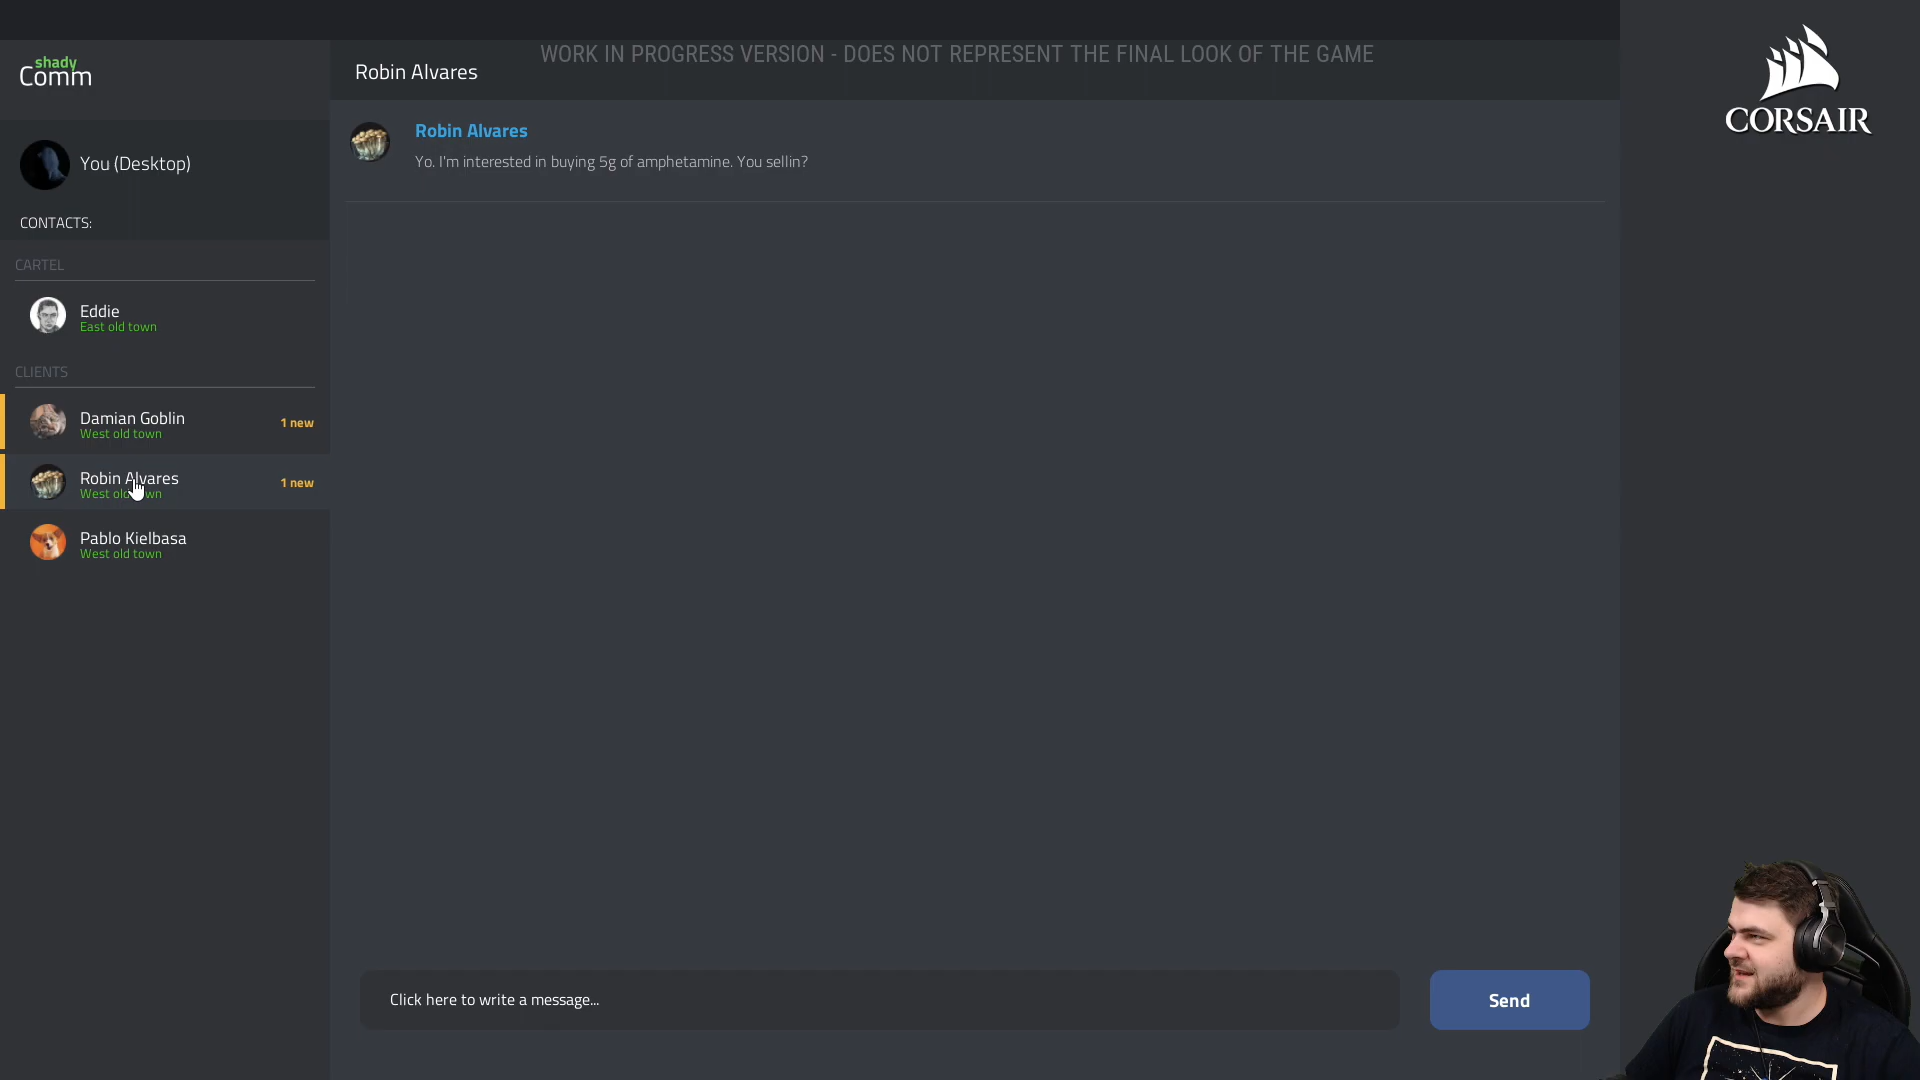 WORK IN PROGRESS VERSION - DOES NOT REPRESENT THE FINAL LOOK OF THE GAME
shady
Comm
Robin Alvares
CORSAIR
You (Desktop)
CONTACTS:
CARTEL
Eddie
East old town
CLIENTS
Damian Goblin
West old town
1 new
Robin Alvares
West old town
1 new
Pablo Kielbasa
West old town
Robin Alvares
Yo. I'm interested in buying 5g of amphetamine. You sellin?
Click here to write a message...
Send